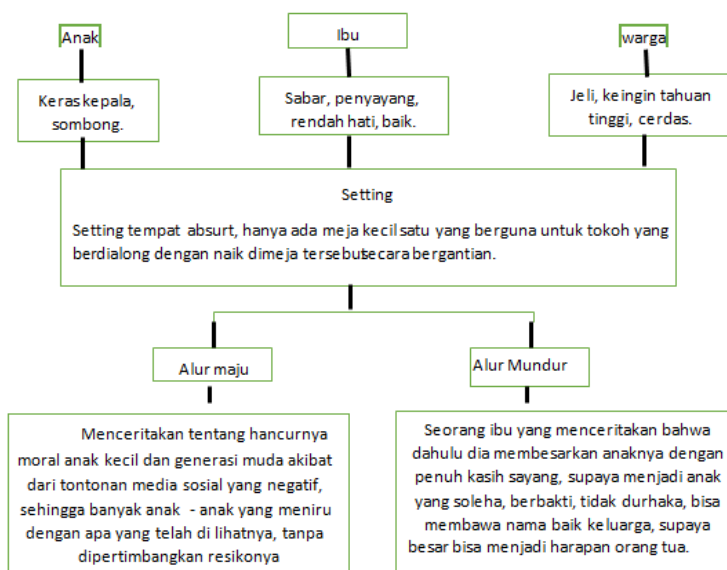 Anak
Ibu
warga
Keras kepala,
sombong.
Sabar, penyayang,
rendah hati, baik.
Jeli, keingin tahuan
tinggi, cerdas.
Setting
Setting tempat absurt, hanya ada meja kecil satu yang berguna untuk tokoh yang
berdialong dengan naik dimeja tersebutsecara bergantian.
Alur maju
Alur Mundur
Menceritakan tentang hancurnya
moral anak kecil dan generasi muda akibat
dari tontonan media sosial yang negatif,
sehingga banyak anak - anak yang meniru
dengan apa yang telah di lihatnya, tanpa
dipertimbangkan resikonya
Seorang ibu yang menceritakan bahwa
dahulu dia membesarkan anaknya dengan
penuh kasih sayang, supaya menjadi anak
yang soleha, berbakti, tidak durhaka, bisa
membawa nama baik keluarga, supaya
besar bisa menjadi harapan orang tua.